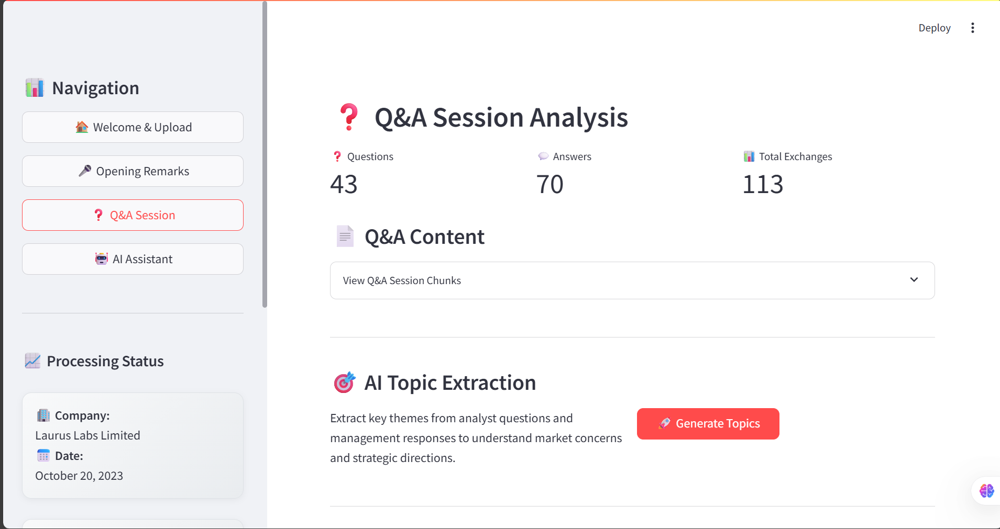 Deploy
Navigation
Welcome & Upload
Opening Remarks
Q&A Session
AI Assistant
Processing Status
Company:
Laurus Labs Limited
Date:
October 20, 2023
Q&A Session Analysis
Questions
43
Answers
70
Total Exchanges
113
Q&A Content
View Q&A Session Chunks
AI Topic Extraction
Extract key themes from analyst questions and
management responses to understand market concerns
and strategic directions.
Generate Topics